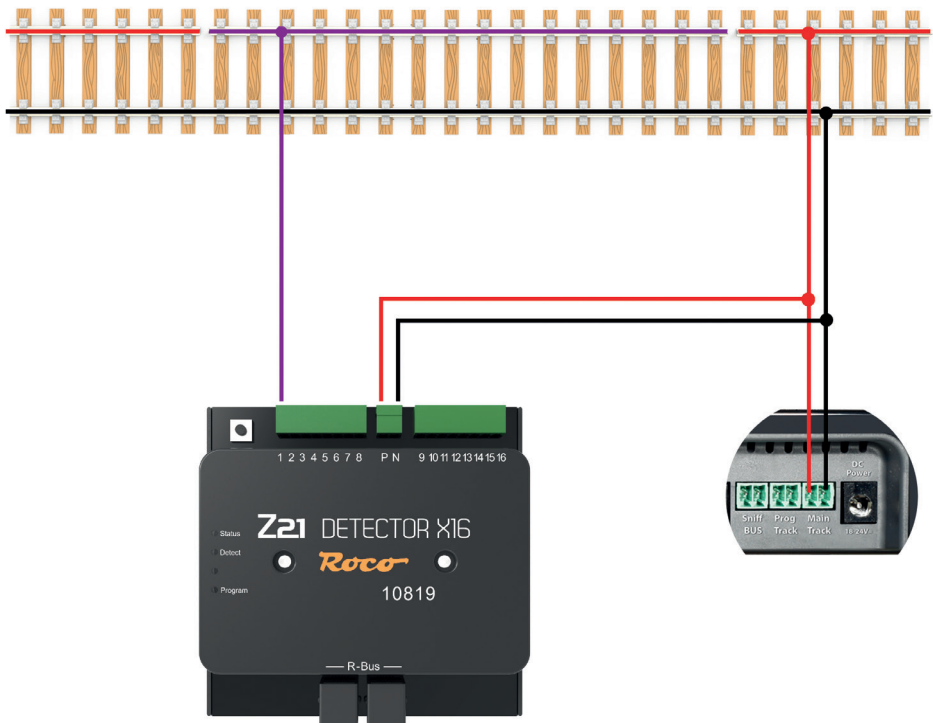 1 2 3 4 5 6 7 8 P N 9 10 11 12 13 14 15 16
Status
Z21 DETECTOR X16
Detect
Roco
Program
10819
R-Bus
DC
Power
Sniff Prog Main
BUS Track Track
18-24V